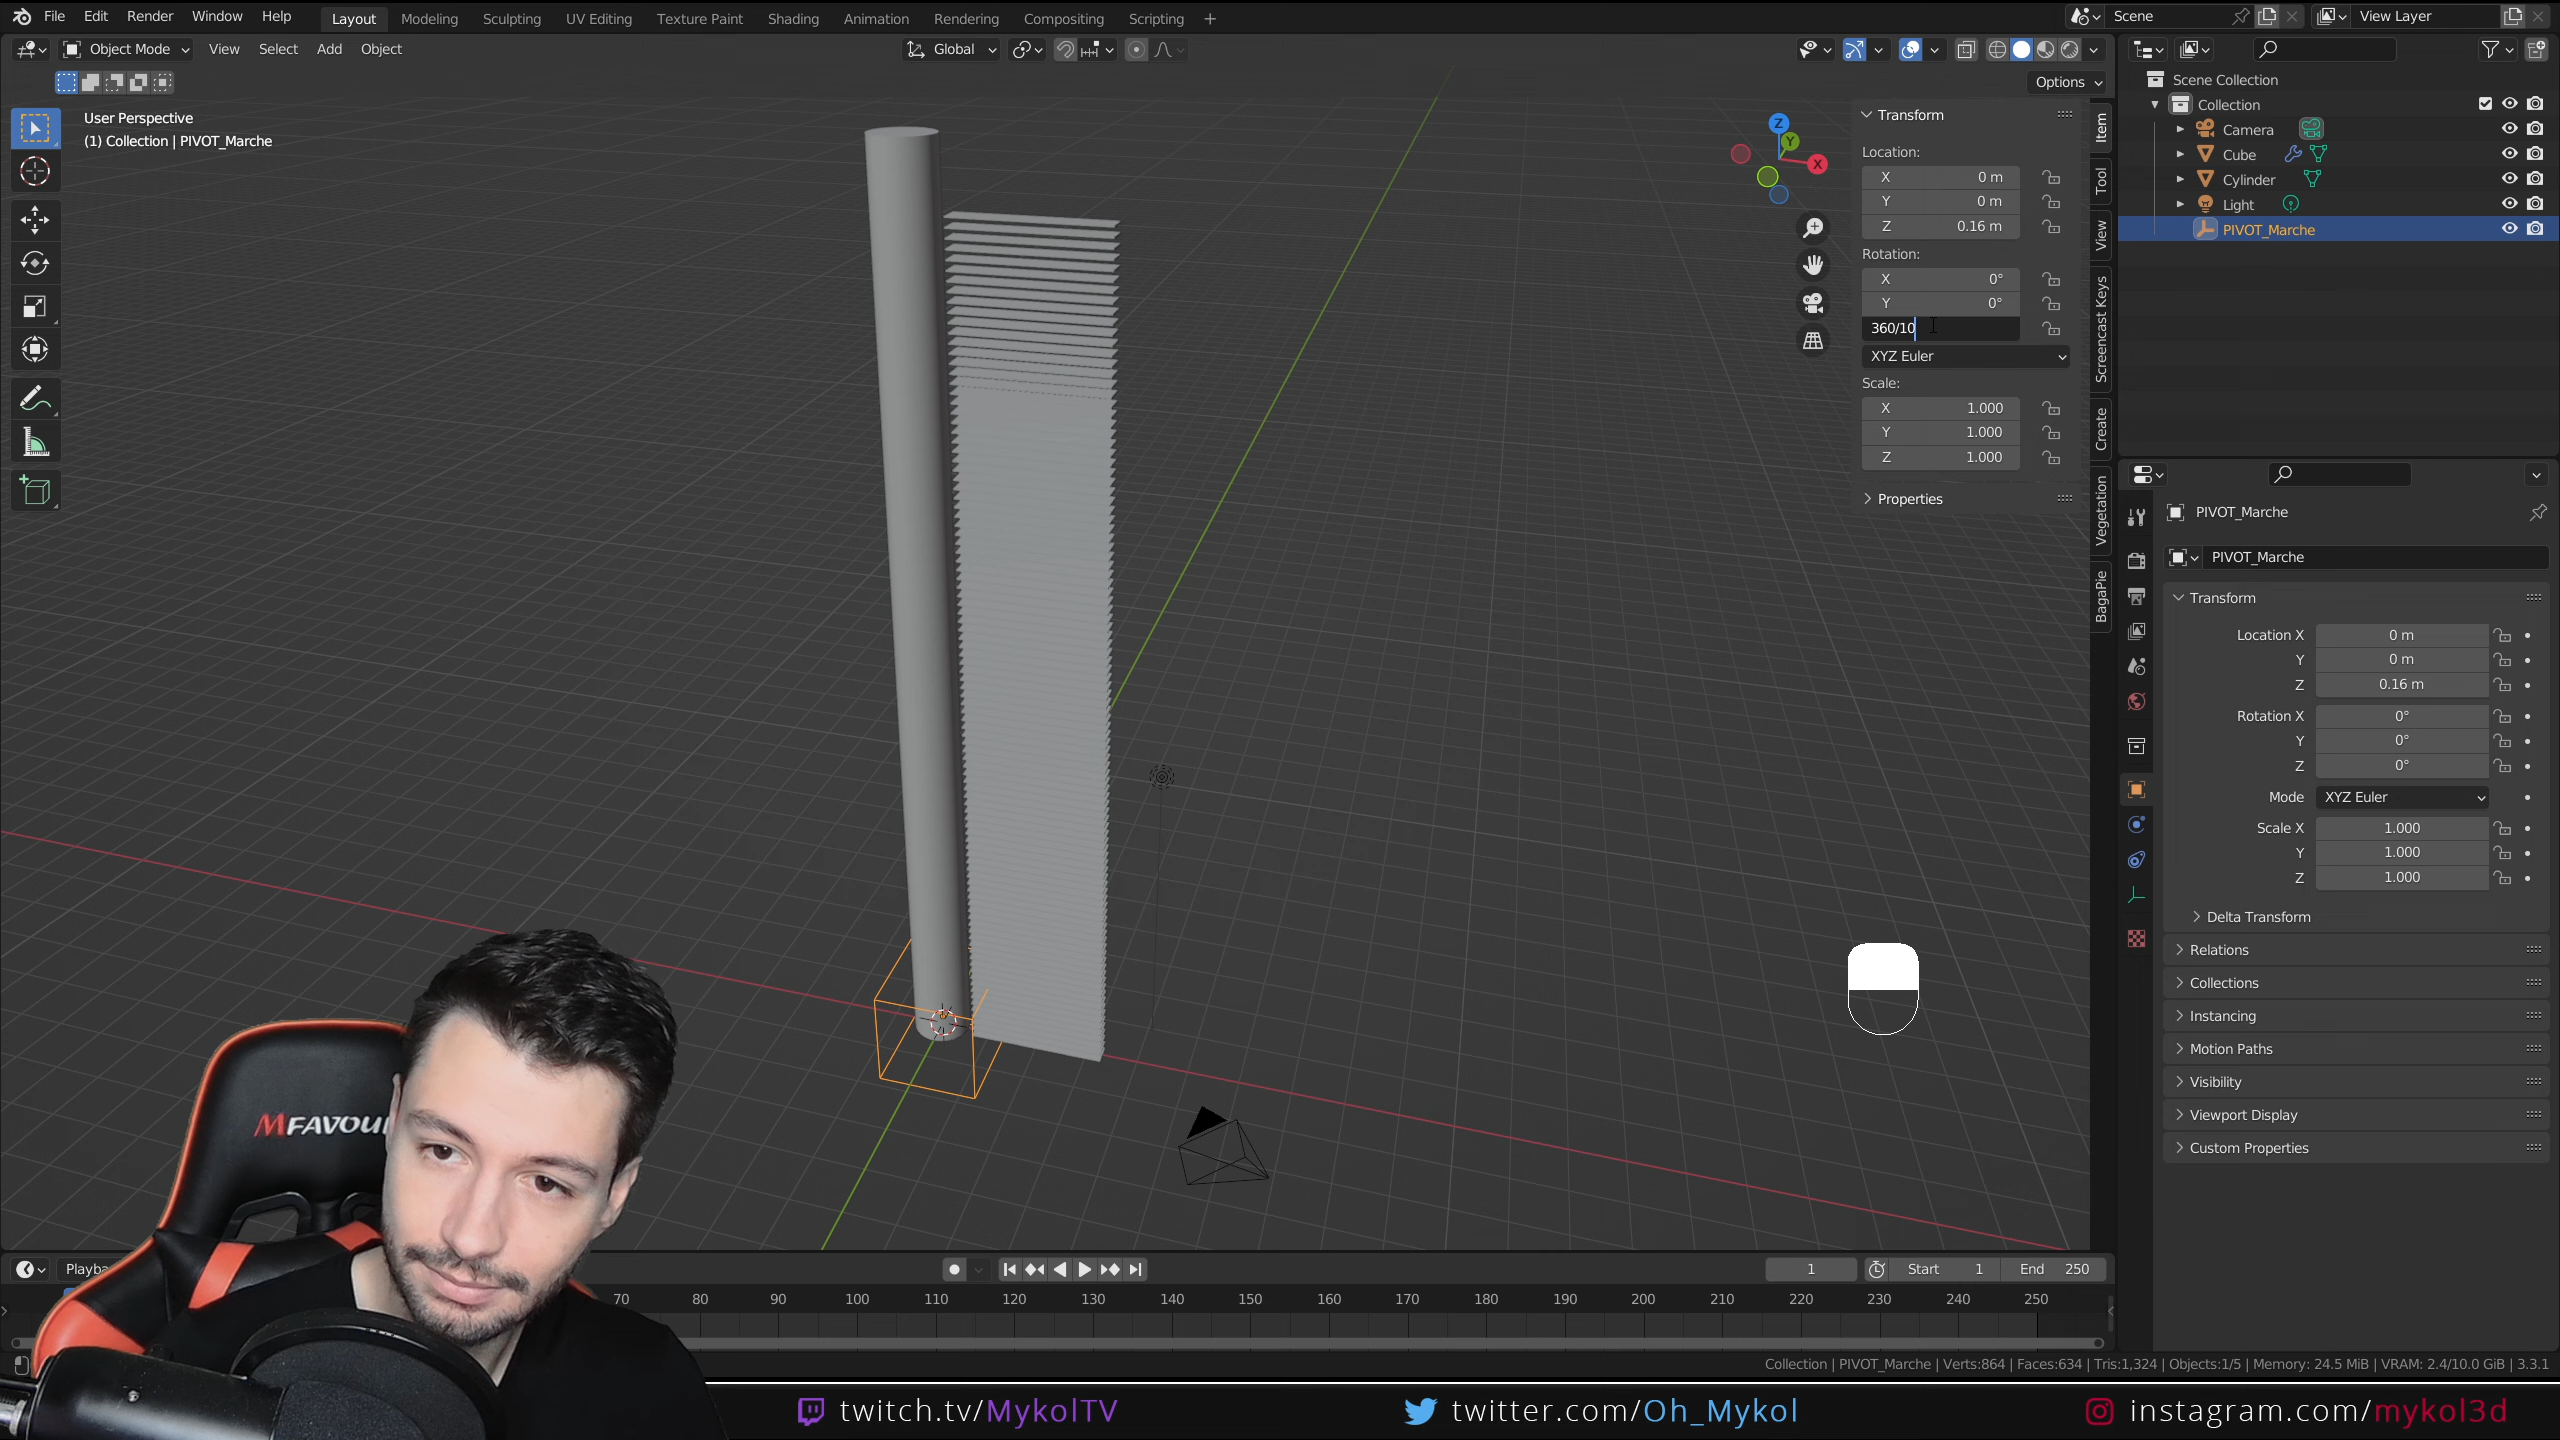 File Edit Render Window Help Layout Modeling Sculpting UV Editing Texture Paint Shading Animation Rendering Compositing Scripting + Scene View Layer
Object Mode View Select Add Object Global
Options
User Perspective
(1) Collection | PIVOT_Marche
Z
Y
X
Transform
Location:
X 0 m
Y 0 m
Z 0.16 m
Rotation:
X 0°
Y 0°
360/10
XYZ Euler
Scale:
X 1.000
Y 1.000
Z 1.000
Properties
Item
Tool
View
Screencast Keys
Create
Vegetation
BagaPie
Scene Collection
Collection
Camera
Cube
Cylinder
Light
PIVOT_Marche
PIVOT_Marche
PIVOT_Marche
Transform
Location X 0 m
Y 0 m
Z 0.16 m
Rotation X 0°
Y 0°
Z 0°
Mode XYZ Euler
Scale X 1.000
Y 1.000
Z 1.000
Delta Transform
Relations
Collections
Instancing
Motion Paths
Visibility
Viewport Display
Custom Properties
MFAVOU
Playba
1 Start 1 End 250
70 80 90 100 110 120 130 140 150 160 170 180 190 200 210 220 230 240 250
Collection | PIVOT_Marche | Verts:864 | Faces:634 | Tris:1,324 | Objects:1/5 | Memory: 24.5 MiB | VRAM: 2.4/10.0 GiB | 3.3.1
twitch.tv/MykolTV twitter.com/Oh_Mykol instagram.com/mykol3d